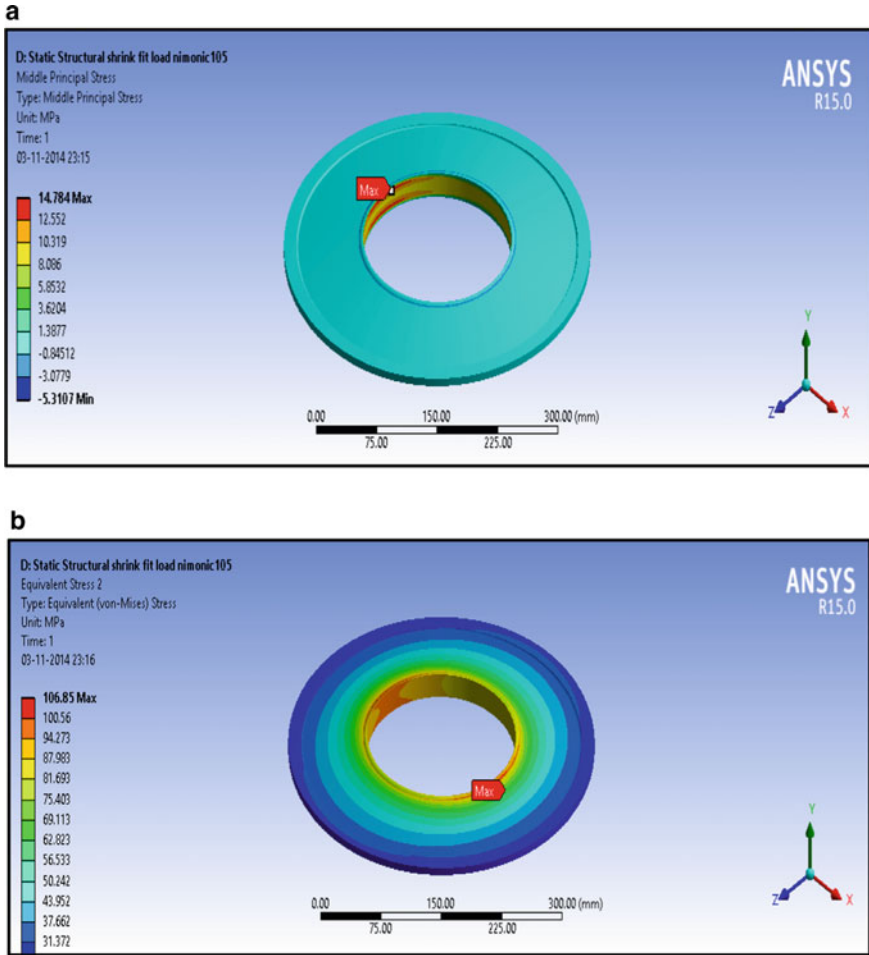 a
D: Static Structural shrink fit load nimonic105
Middle Principal Stress
Type: Middle Principal Stress
Unit: MPa
Time: 1
03-11-2014 23:15
ANSYS
R15.0
14.784 Max
12.552
10.319
8.086
5.8532
3.6204
1.3877
-0.84512
-3.0779
-5.3107 Min
Max
0.00 150.00 300.00 (mm)
75.00 225.00
Y
Z X
b
D: Static Structural shrink fit load nimonic105
Equivalent Stress 2
Type: Equivalent (von-Mises) Stress
Unit: MPa
Time: 1
03-11-2014 23:16
ANSYS
R15.0
106.85 Max
100.56
94.273
87.983
81.693
75.403
69.113
62.823
56.533
50.242
43.952
37.662
31.372
Max
0.00 150.00 300.00 (mm)
75.00 225.00
Y
Z X